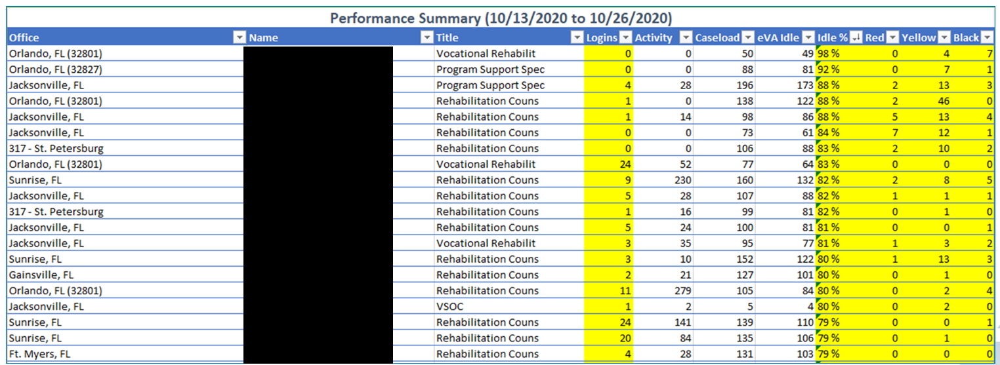 Performance Summary (10/13/2020 to 10/26/2020)
Office Name Title Logins Activity Caseload eVA Idle Idle % Red Yellow Black
Orlando, FL (32801) Vocational Rehabilit 0 0 50 49 98 % 0 4 7
Orlando, FL (32827) Program Support Spec 0 0 88 81 92 % 0 7 1
Jacksonville, FL Program Support Spec 4 28 196 173 88 % 2 13 3
Orlando, FL (32801) Rehabilitation Couns 1 0 138 122 88 % 2 46 0
Jacksonville, FL Rehabilitation Couns 1 14 98 86 88 % 5 13 4
Jacksonville, FL Rehabilitation Couns 0 0 73 61 84 % 7 12 1
317 - St. Petersburg Rehabilitation Couns 0 0 106 88 83 % 2 10 2
Orlando, FL (32801) Vocational Rehabilit 24 52 77 64 83 % 0 0 0
Sunrise, FL Rehabilitation Couns 9 230 160 132 82 % 2 8 5
Jacksonville, FL Rehabilitation Couns 5 28 107 88 82 % 1 1 1
317 - St. Petersburg Rehabilitation Couns 1 16 99 81 82 % 0 1 0
Jacksonville, FL Rehabilitation Couns 5 24 100 81 81 % 0 0 1
Jacksonville, FL Vocational Rehabilit 3 35 95 77 81 % 1 3 2
Sunrise, FL Rehabilitation Couns 3 10 152 122 80 % 1 13 3
Gainsville, FL Rehabilitation Couns 2 21 127 101 80 % 0 1 0
Orlando, FL (32801) Rehabilitation Couns 11 279 105 84 80 % 0 2 4
Jacksonville, FL VSOC 1 2 5 4 80 % 0 2 0
Sunrise, FL Rehabilitation Couns 24 141 139 110 79 % 0 0 1
Sunrise, FL Rehabilitation Couns 20 84 135 106 79 % 0 1 0
Ft. Myers, FL Rehabilitation Couns 4 28 131 103 79 % 0 0 0